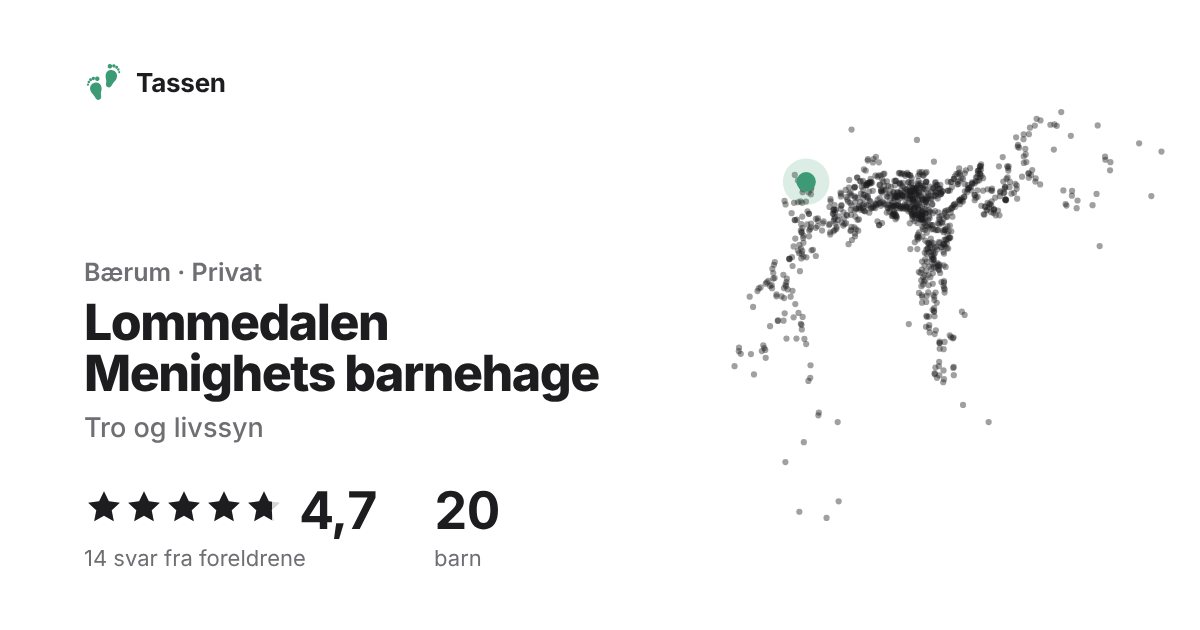 Tassen
Bærum · Privat
Lommedalen
Menighets barnehage
Tro og livssyn
4,7
20
14 svar fra foreldrene
barn